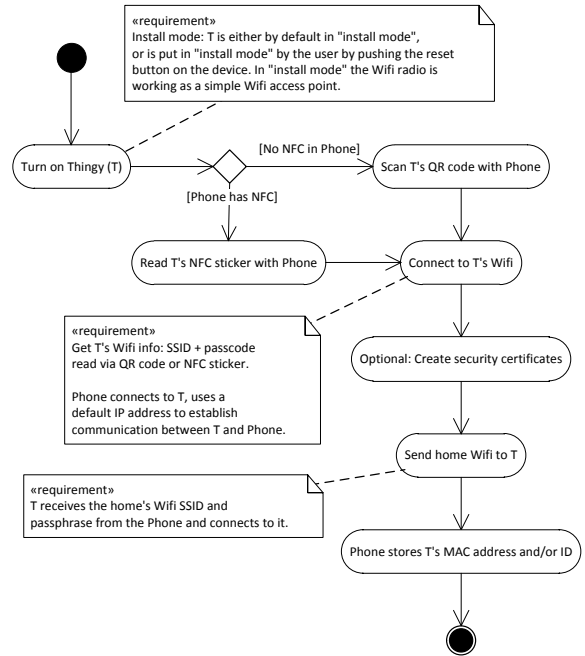 «requirement»
Install mode: T is either by default in "install mode",
or is put in "install mode" by the user by pushing the reset
button on the device. In "install mode" the Wifi radio is
working as a simple Wifi access point.
Turn on Thingy (T)
[No NFC in Phone]
Scan T's QR code with Phone
[Phone has NFC]
Read T's NFC sticker with Phone
Connect to T's Wifi
«requirement»
Get T's Wifi info: SSID + passcode
read via QR code or NFC sticker.
Phone connects to T, uses a
default IP address to establish
communication between T and Phone.
Optional: Create security certificates
Send home Wifi to T
«requirement»
T receives the home's Wifi SSID and
passphrase from the Phone and connects to it.
Phone stores T's MAC address and/or ID